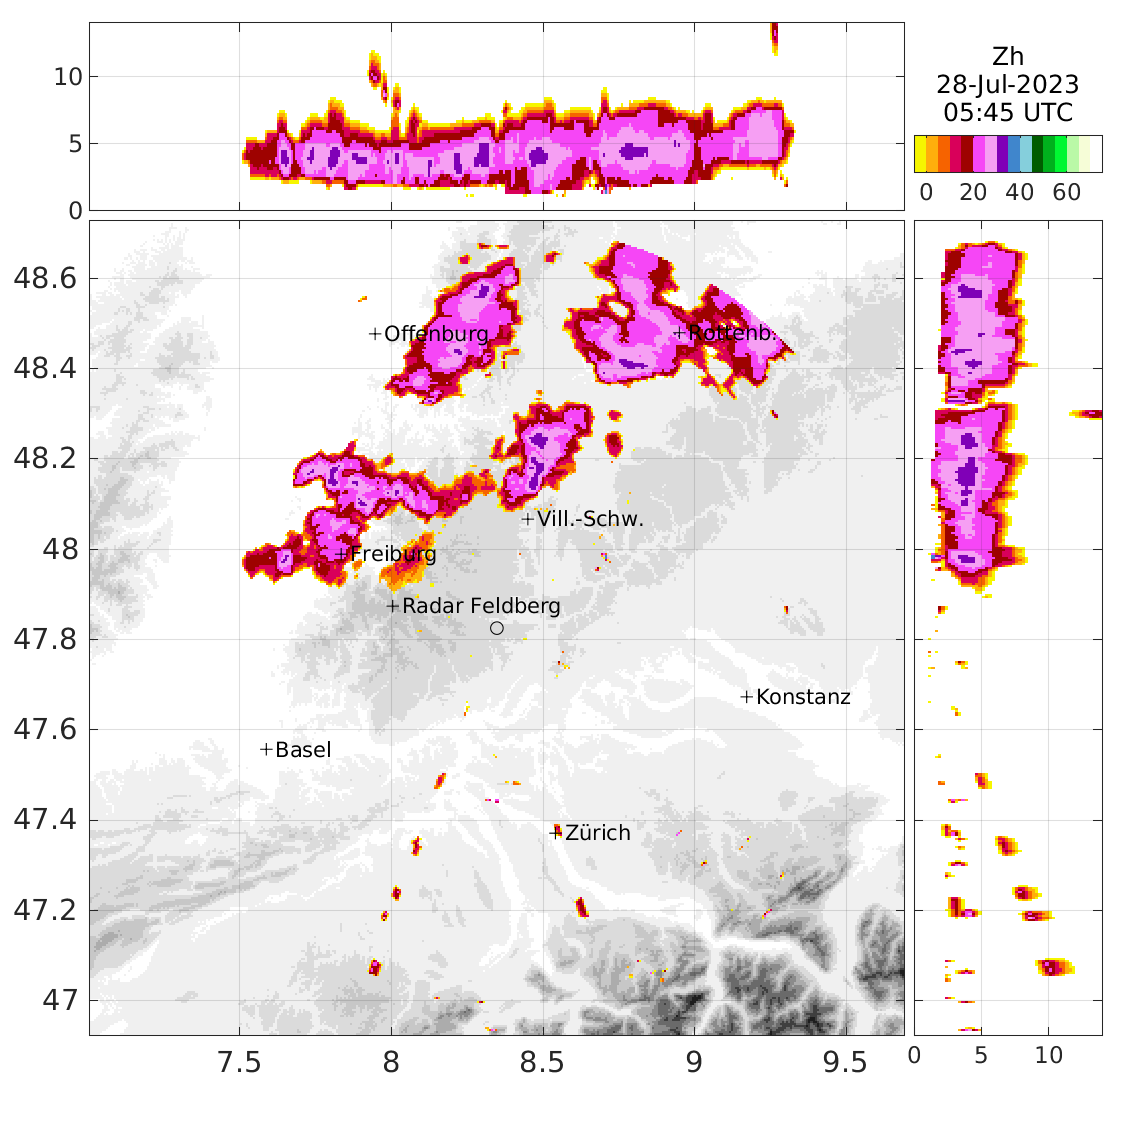 10
5
0
Zh
28-Jul-2023
05:45 UTC
0 20 40 60
48.6
48.4
48.2
48
47.8
47.6
47.4
47.2
47
Offenburg
Rottenb.
Vill.-Schw.
Freiburg
Radar Feldberg
Konstanz
Basel
Zürich
7.5 8 8.5 9 9.5
0 5 10